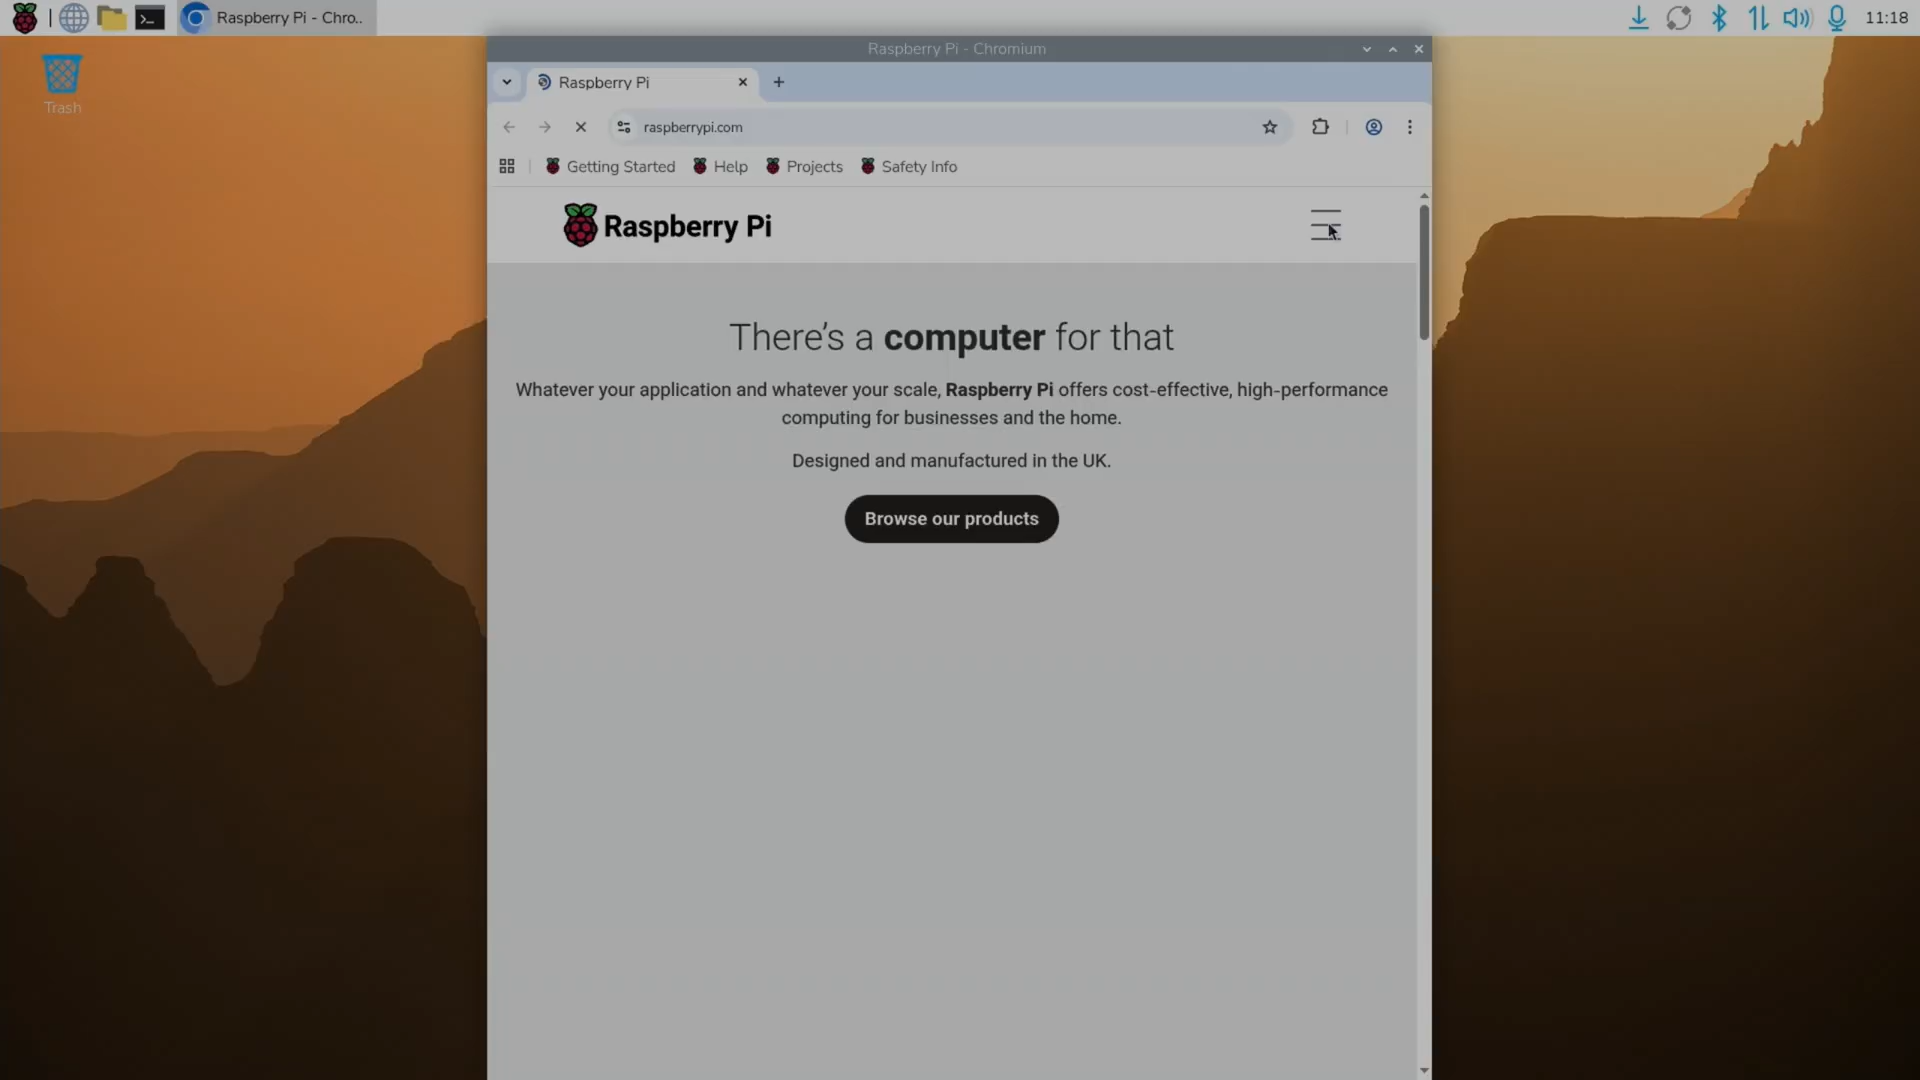 Raspberry Pi - Chro..
11:18
Trash
Raspberry Pi - Chromium
Raspberry Pi
raspberrypi.com
Getting Started
Help
Projects
Safety Info
Raspberry Pi
There’s a computer for that
Whatever your application and whatever your scale, Raspberry Pi offers cost-effective, high-performance
computing for businesses and the home.
Designed and manufactured in the UK.
Browse our products